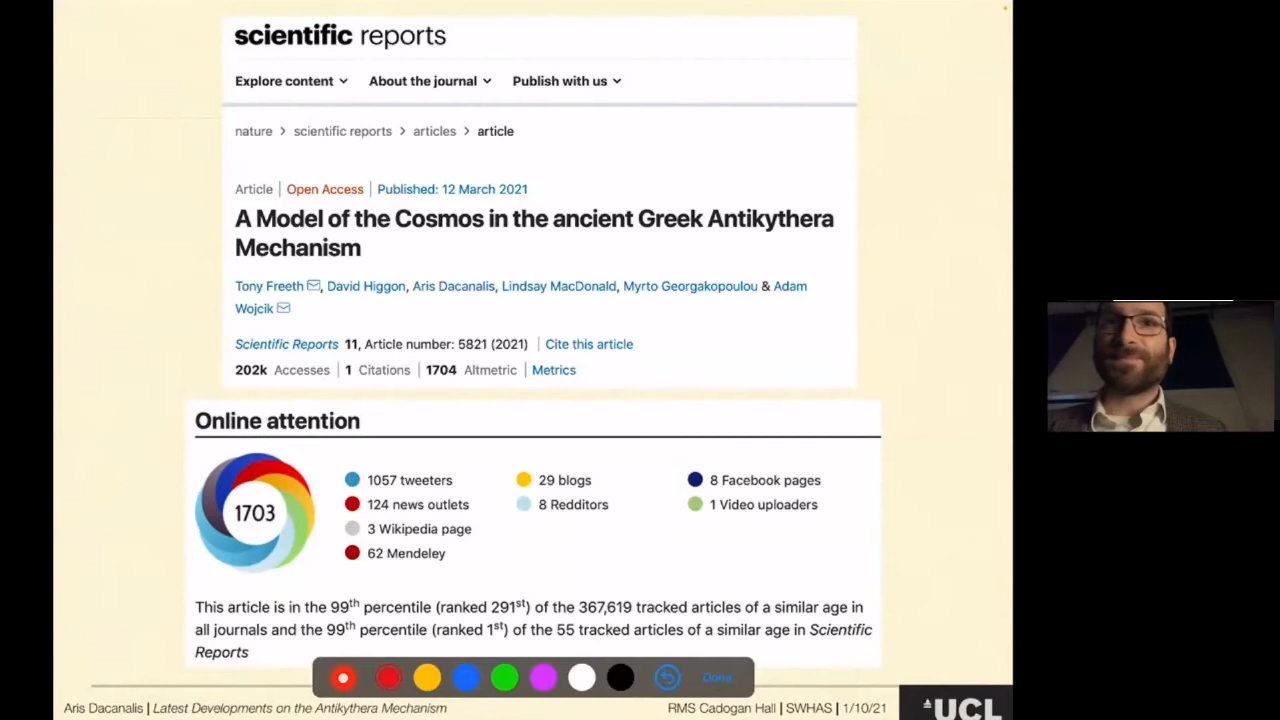 scientific reports
Explore content About the journal Publish with us
nature > scientific reports > articles > article
Article | Open Access | Published: 12 March 2021
A Model of the Cosmos in the ancient Greek Antikythera
Mechanism
Tony Freeth, David Higgon, Aris Dacanalis, Lindsay MacDonald, Myrto Georgakopoulou & Adam
Wojcik
Scientific Reports 11, Article number: 5821 (2021) | Cite this article
202k Accesses | 1 Citations | 1704 Altmetric | Metrics
Online attention
1703
1057 tweeters 29 blogs 8 Facebook pages
124 news outlets 8 Redditors 1 Video uploaders
3 Wikipedia page
62 Mendeley
This article is in the 99th percentile (ranked 291st) of the 367,619 tracked articles of a similar age in
all journals and the 99th percentile (ranked 1st) of the 55 tracked articles of a similar age in Scientific
Reports
Done
Aris Dacanalis | Latest Developments on the Antikythera Mechanism RMS Cadogan Hall | SWHAS | 1/10/21 UCL